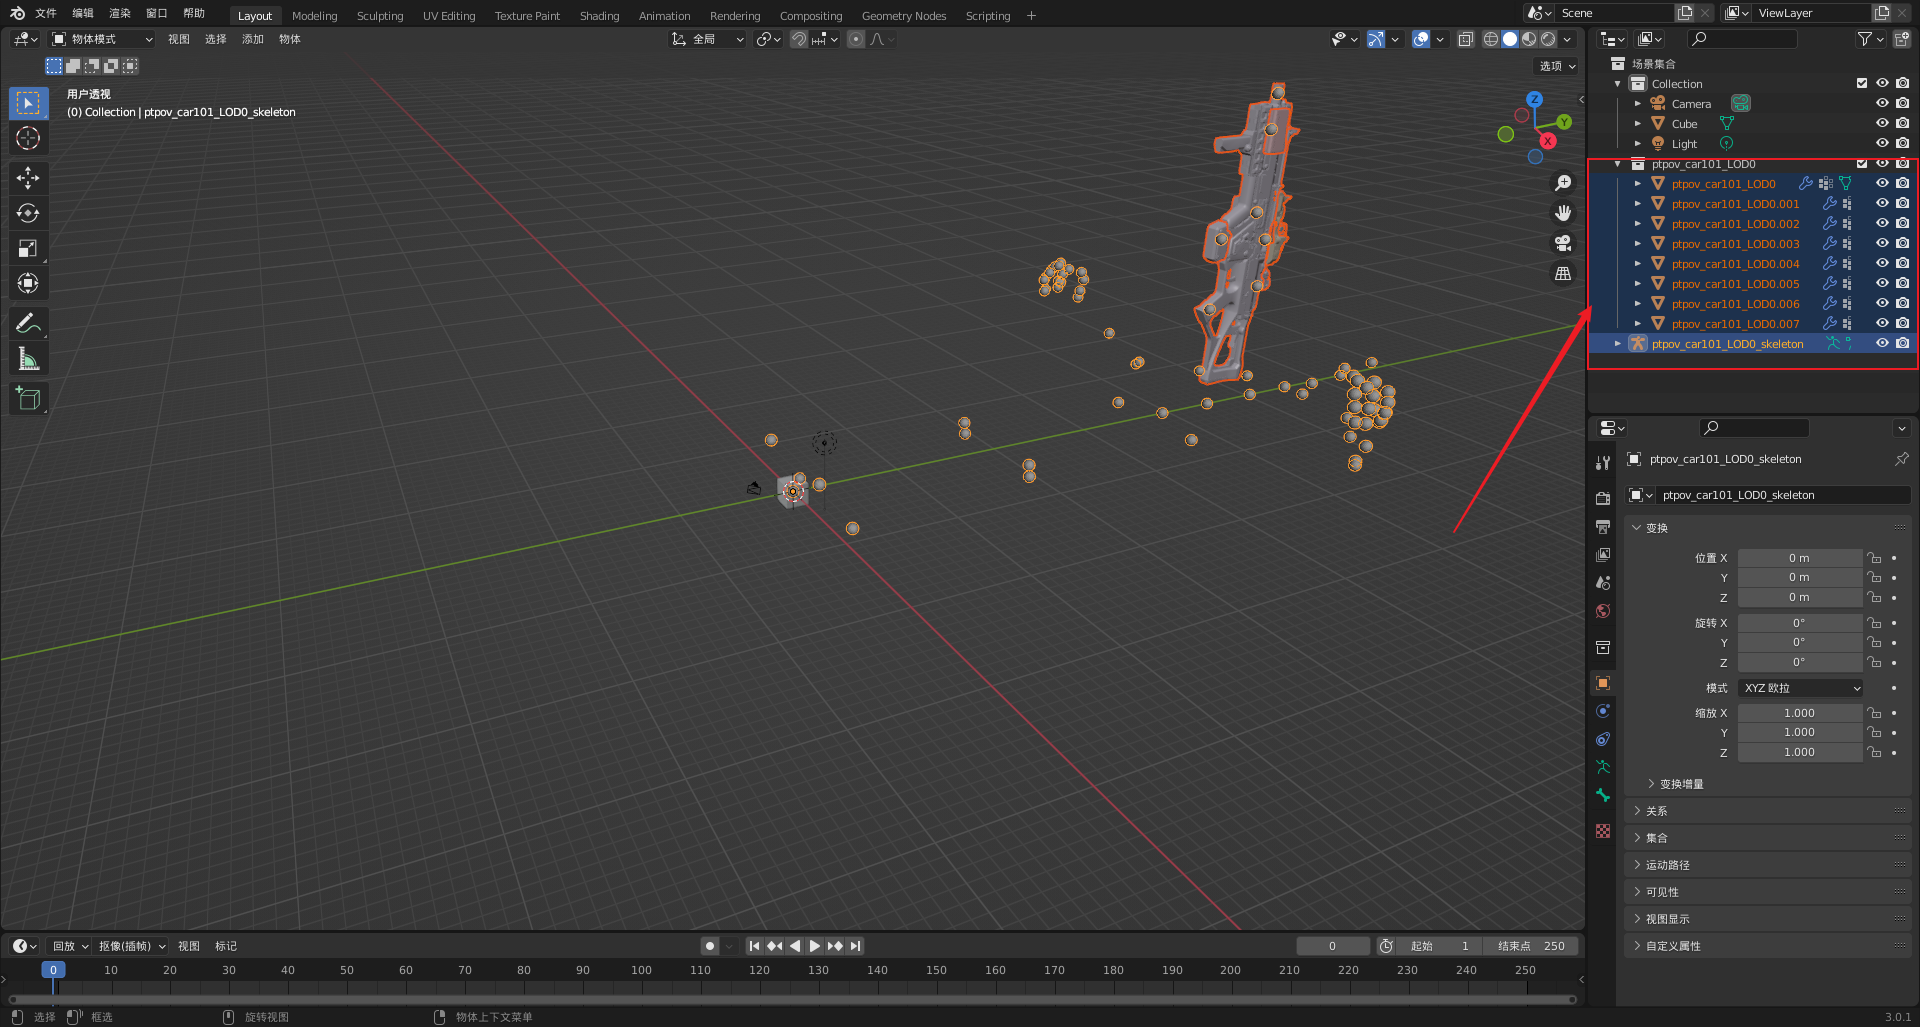 文件 编辑 渲染 窗口 帮助 Layout Modeling Sculpting UV Editing Texture Paint Shading Animation Rendering Compositing Geometry Nodes Scripting + Scene ViewLayer
物体模式 视图 选择 添加 物体 全局
选项
用户透视
(0) Collection | ptpov_car101_LOD0_skeleton
Z
Y
X
场景集合
Collection
Camera
Cube
Light
ptpov_car101_LOD0
ptpov_car101_LOD0
ptpov_car101_LOD0.001
ptpov_car101_LOD0.002
ptpov_car101_LOD0.003
ptpov_car101_LOD0.004
ptpov_car101_LOD0.005
ptpov_car101_LOD0.006
ptpov_car101_LOD0.007
ptpov_car101_LOD0_skeleton
ptpov_car101_LOD0_skeleton
ptpov_car101_LOD0_skeleton
变换
位置 X 0 m
Y 0 m
Z 0 m
旋转 X 0°
Y 0°
Z 0°
模式 XYZ 欧拉
缩放 X 1.000
Y 1.000
Z 1.000
变换增量
关系
集合
运动路径
可见性
视图显示
自定义属性
回放 抠像(插帧) 视图 标记 0 起始 1 结束点 250
0 10 20 30 40 50 60 70 80 90 100 110 120 130 140 150 160 170 180 190 200 210 220 230 240 250
选择 框选 旋转视图 物体上下文菜单 3.0.1